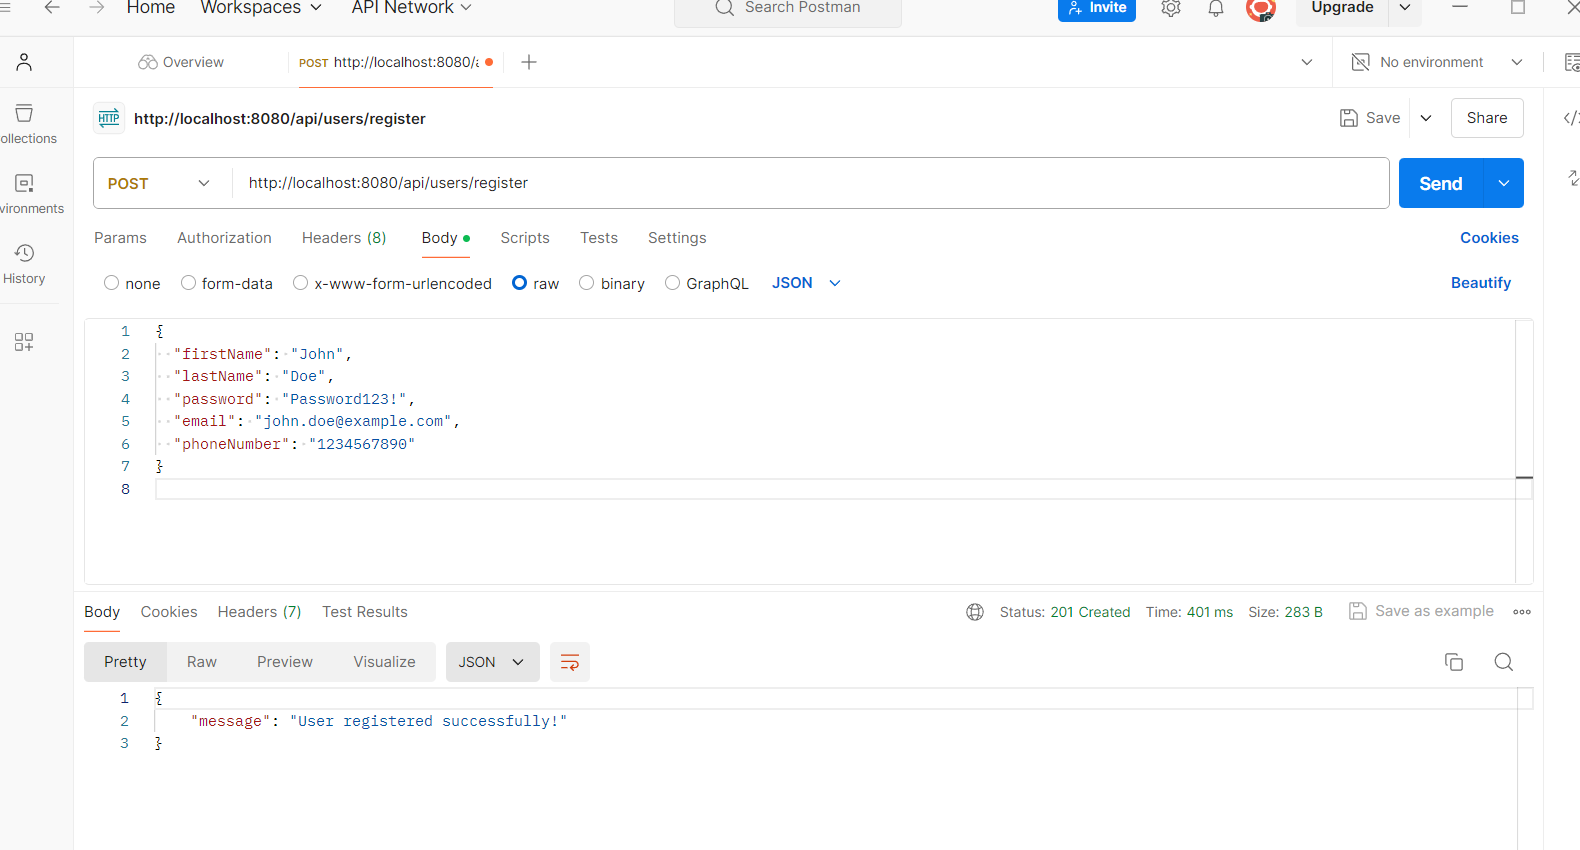 Home Workspaces API Network Search Postman Invite Upgrade
Overview POST http://localhost:8080/a No environment
HTTP http://localhost:8080/api/users/register Save Share
ollections
POST http://localhost:8080/api/users/register Send
vironments
Params Authorization Headers (8) Body Scripts Tests Settings Cookies
History
none form-data x-www-form-urlencoded raw binary GraphQL JSON Beautify
1 {
2 "firstName": "John",
3 "lastName": "Doe",
4 "password": "Password123!",
5 "email": "john.doe@example.com",
6 "phoneNumber": "1234567890"
7 }
8
Body Cookies Headers (7) Test Results Status: 201 Created Time: 401 ms Size: 283 B Save as example
Pretty Raw Preview Visualize JSON
1 {
2 "message": "User registered successfully!"
3 }